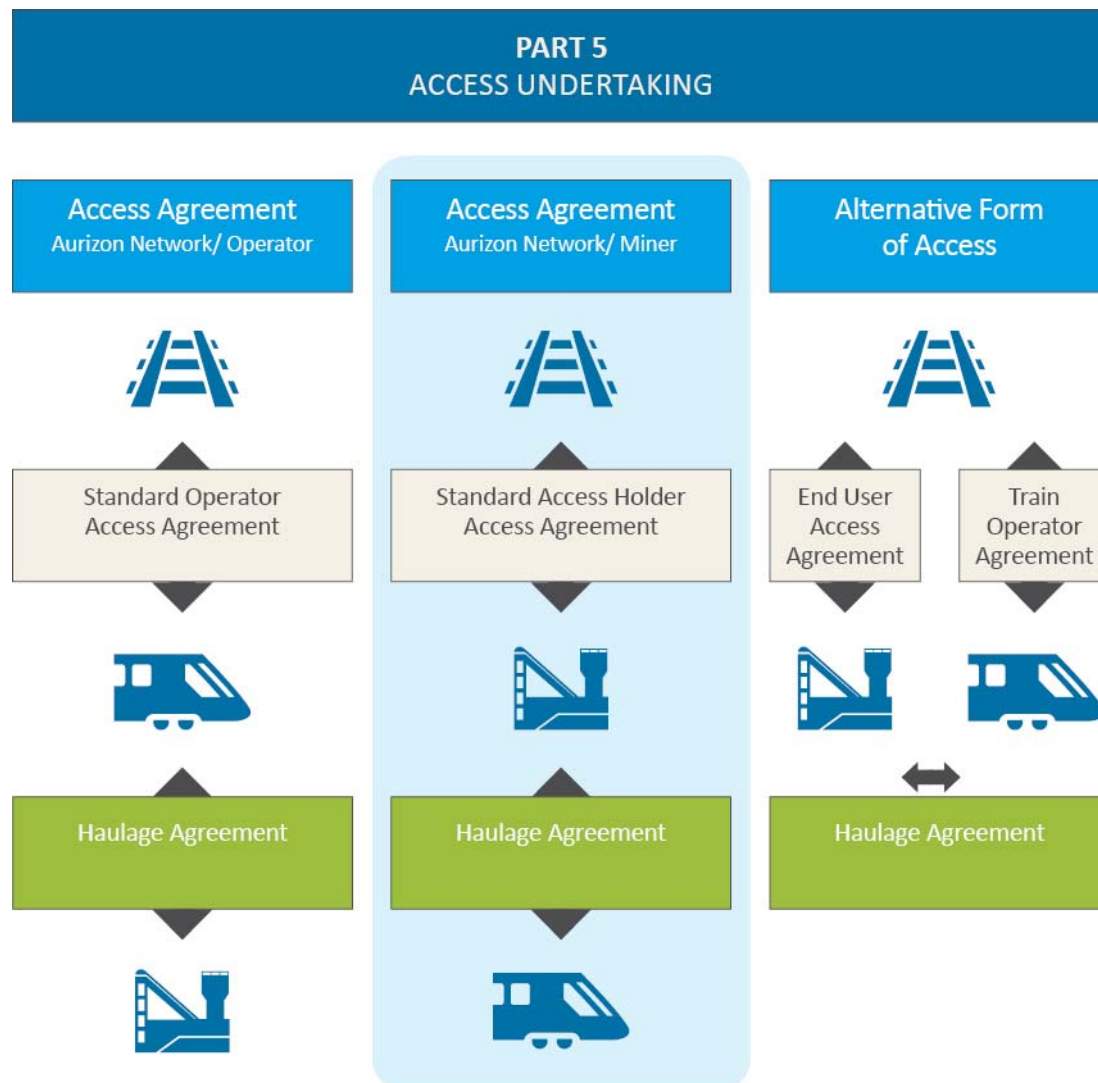 PART 5
ACCESS UNDERTAKING
Access Agreement
Aurizon Network/ Operator
Access Agreement
Aurizon Network/ Miner
Alternative Form
of Access
Standard Operator
Access Agreement
Standard Access Holder
Access Agreement
End User
Access
Agreement
Train
Operator
Agreement
Haulage Agreement
Haulage Agreement
Haulage Agreement